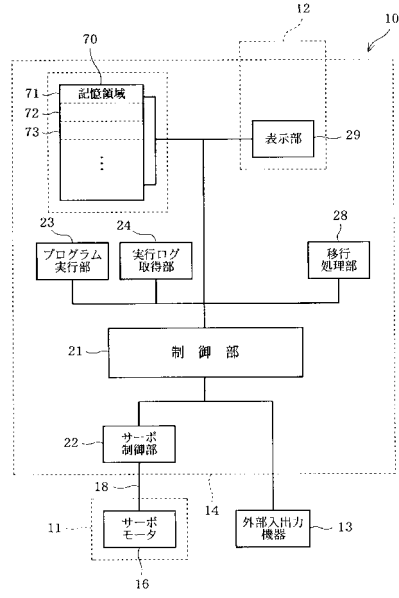 12
10
70
71
記憶領域
72
73
⋮
表示部
29
23
24
28
プログラム
実行部
実行ログ
取得部
移行
処理部
21
制 御 部
22
サーボ
制御部
18
14
11
サーボ
モータ
外部入出力
機器
13
16